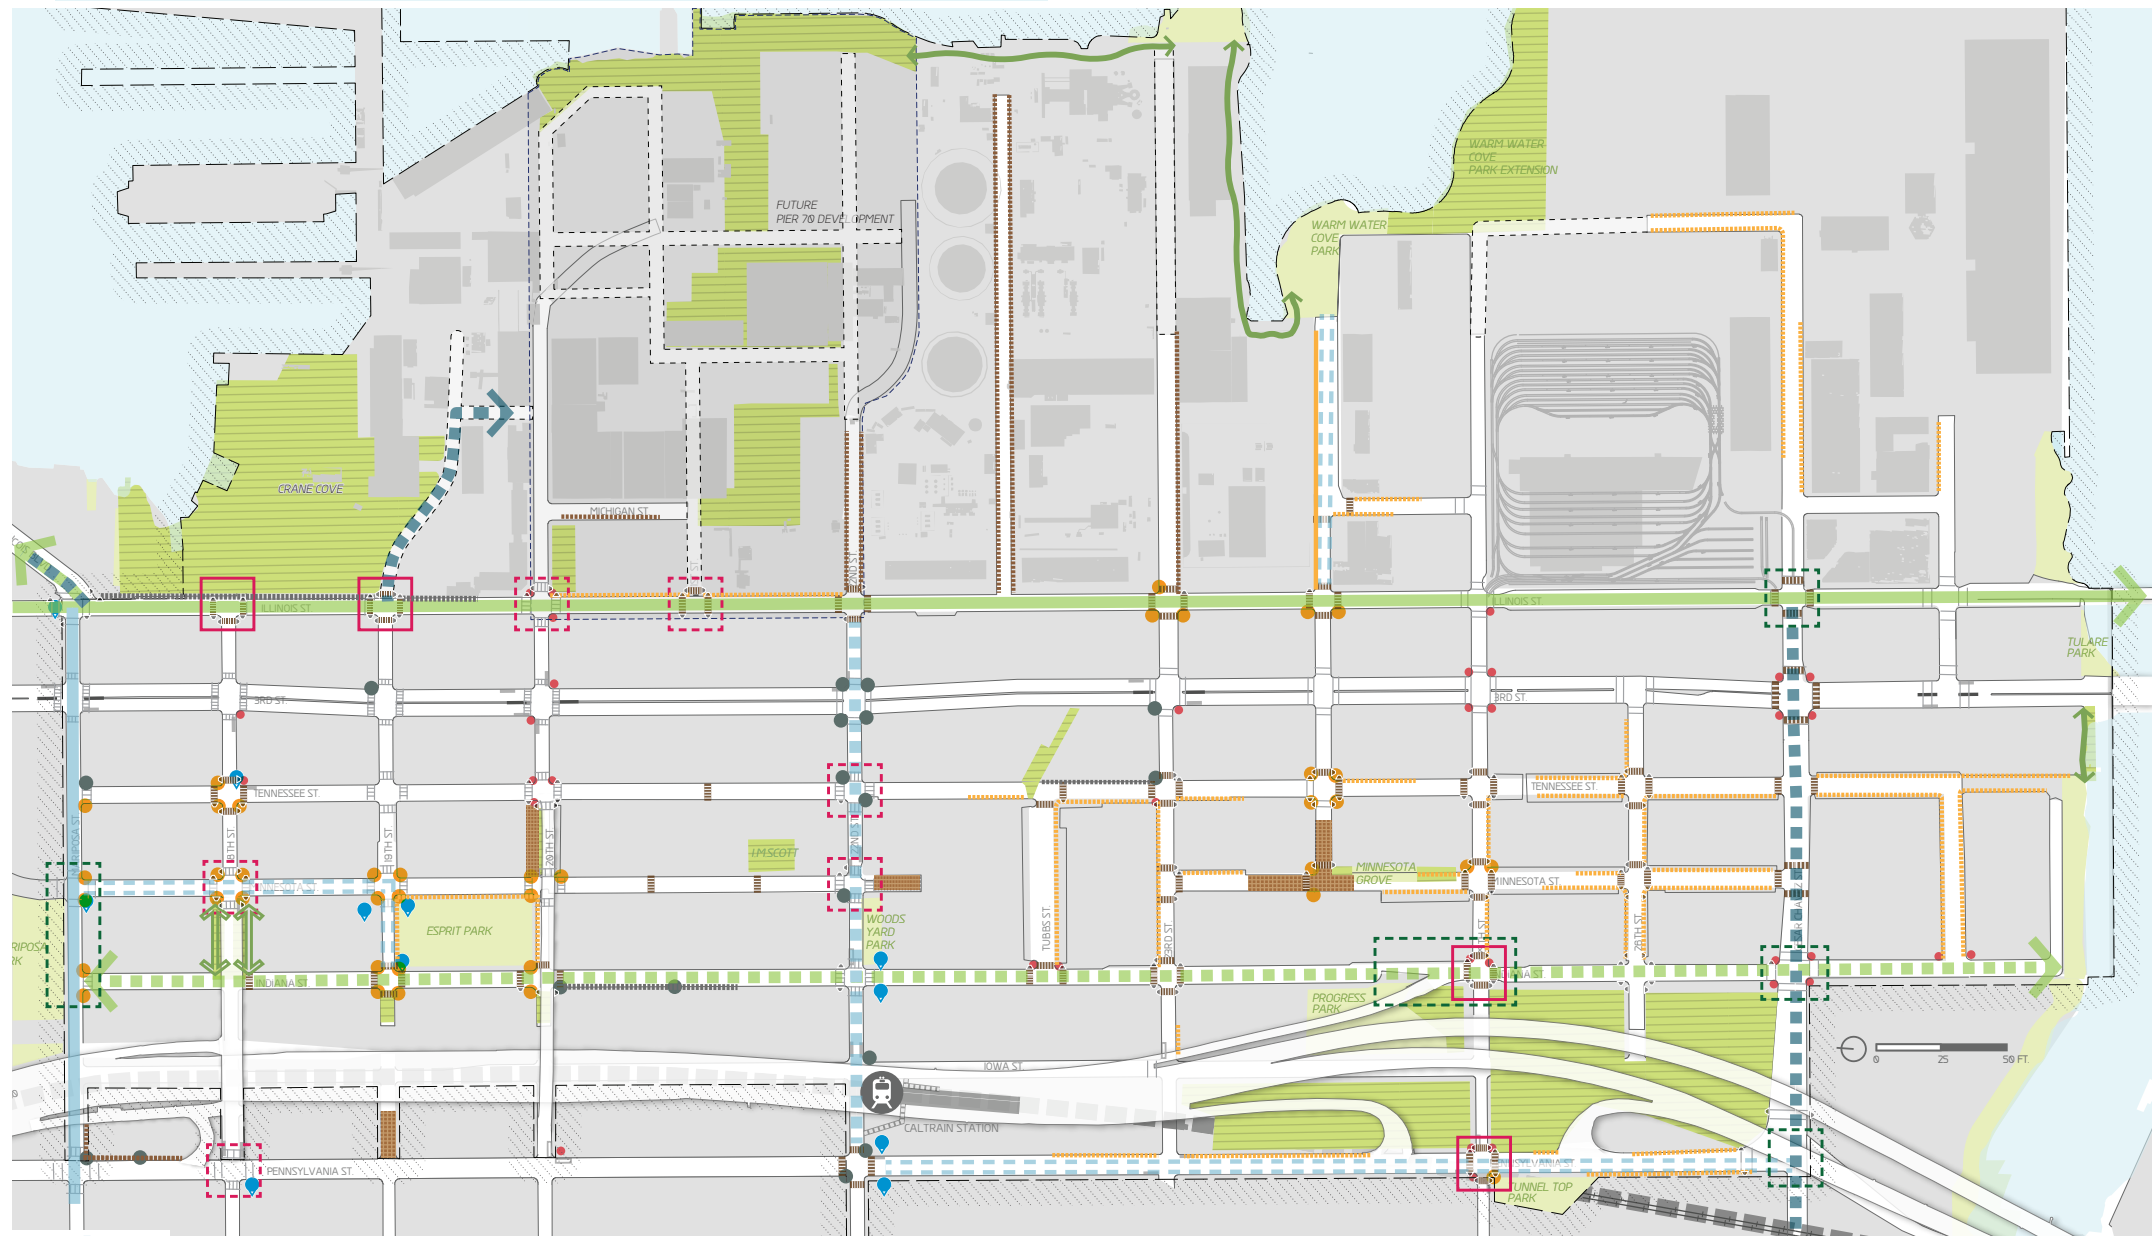 WARM WATER
COVE
PARK EXTENSION
FUTURE
PIER 70 DEVELOPMENT
WARM WATER
COVE
PARK
CRANE COVE
MICHIGAN ST.
ILLINOIS ST.
ILLINOIS ST.
TULARE
PARK
3RD ST.
3RD ST.
TENNESSEE ST.
TENNESSEE ST.
MARIPOSA ST.
18TH ST.
19TH ST.
20TH ST.
22ND ST.
I.M.SCOTT
MINNESOTA
GROVE
MINNESOTA ST.
ESPRIT PARK
WOODS
YARD
PARK
TUBBS ST.
23RD ST.
INDIANA ST.
PROGRESS
PARK
IOWA ST.
0
25
50 FT.
CALTRAIN STATION
PENNSYLVANIA ST.
TUNNEL TOP
PARK